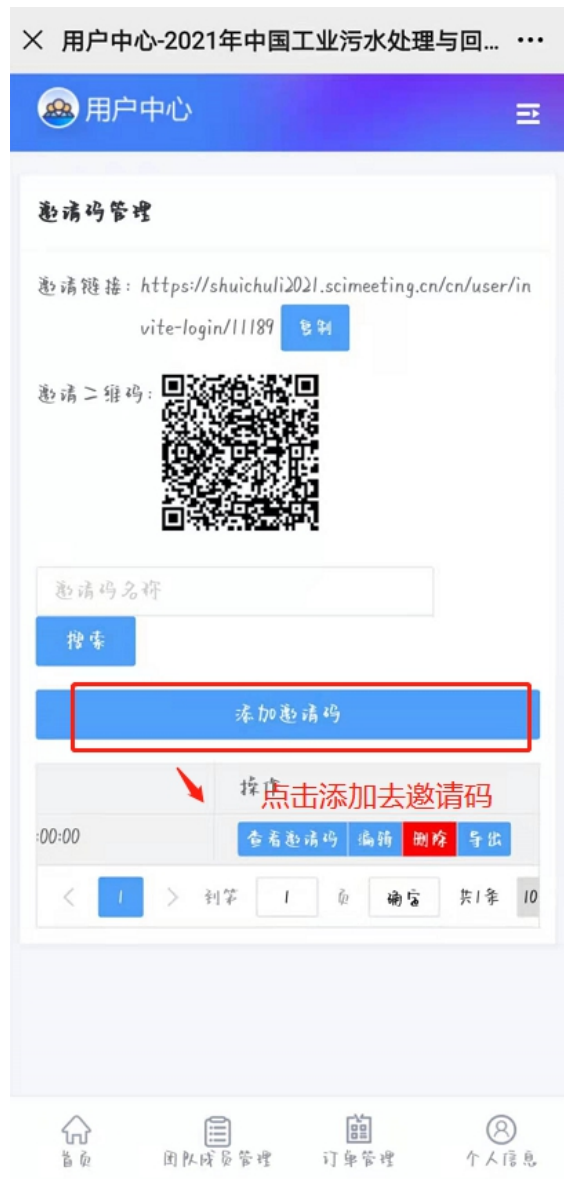 用户中心-2021年中国工业污水处理与回... ...
用户中心
邀请码管理
邀请链接: https://shuichuli2021.scimeeting.cn/cn/user/in
vite-login/11189 复制
邀请二维码:
邀请码名称
搜索
添加邀请码
操作
点击添加去邀请码
:00:00 查看邀请码 编辑 删除 导出
< 1 > 到第 1 页 确定 共1条 10
首页 团队成员管理 订单管理 个人信息